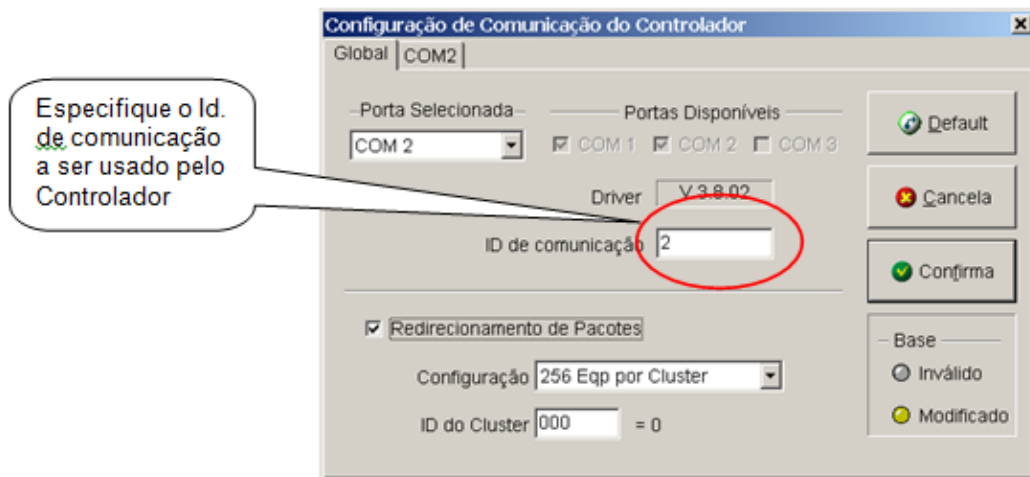 Configuração de Comunicação do Controlador
Global COM2
Especifique o Id.
de comunicação
a ser usado pelo
Controlador
Porta Selecionada
COM 2
Portas Disponíveis
COM 1 COM 2 COM 3
Driver V 3.8.02
ID de comunicação 2
Redirecionamento de Pacotes
Configuração 256 Eqp por Cluster
ID do Cluster 000 = 0
Default
Cancela
Confirma
Base
Inválido
Modificado